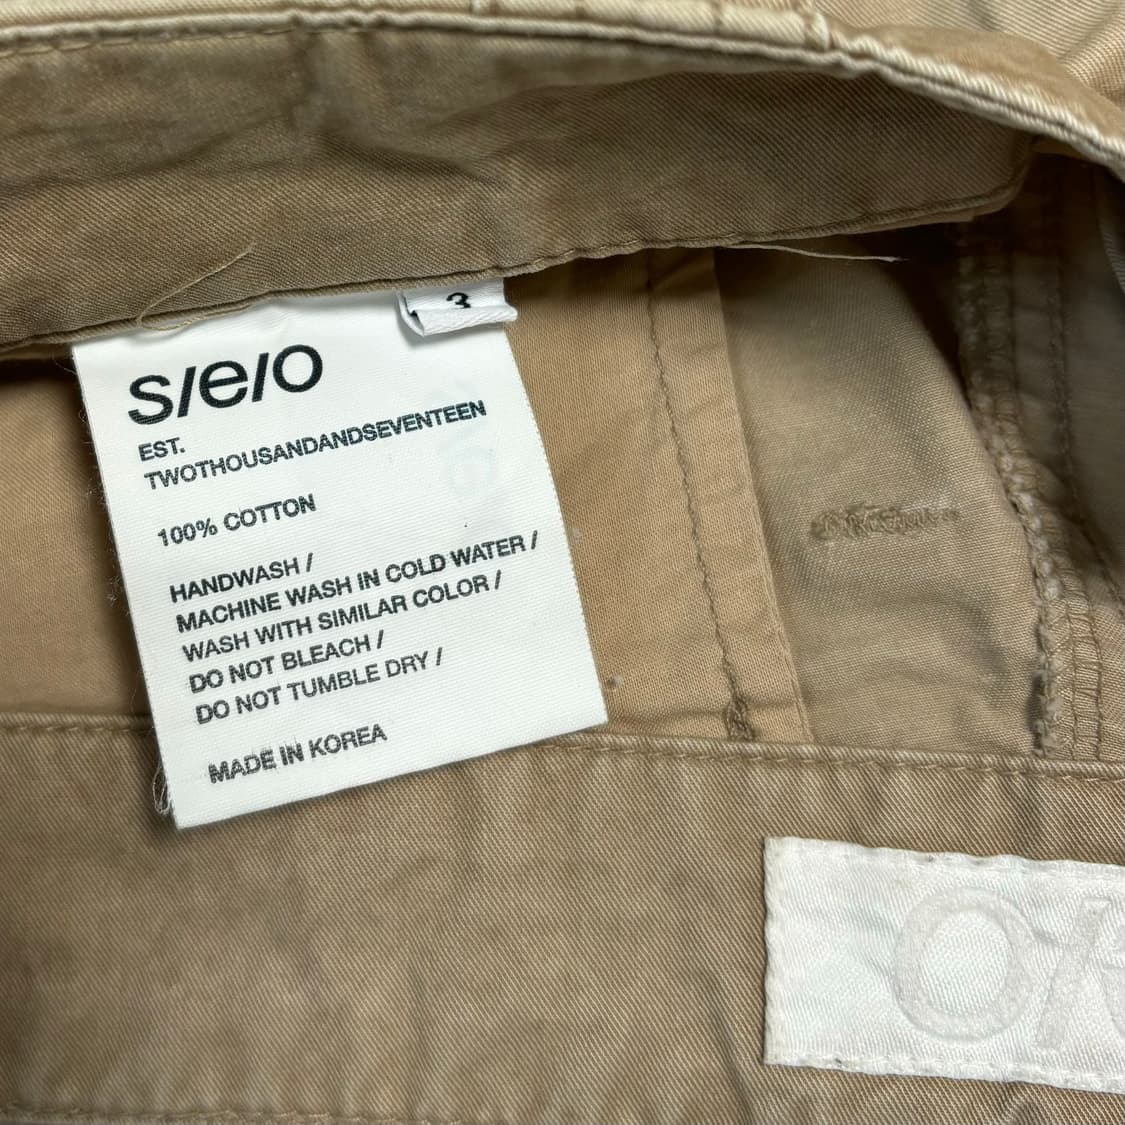 3
s/e/o
EST.
TWOTHOUSANDANDSEVENTEEN
100% COTTON
HANDWASH /
MACHINE WASH IN COLD WATER /
WASH WITH SIMILAR COLOR /
DO NOT BLEACH /
DO NOT TUMBLE DRY /
MADE IN KOREA
O/